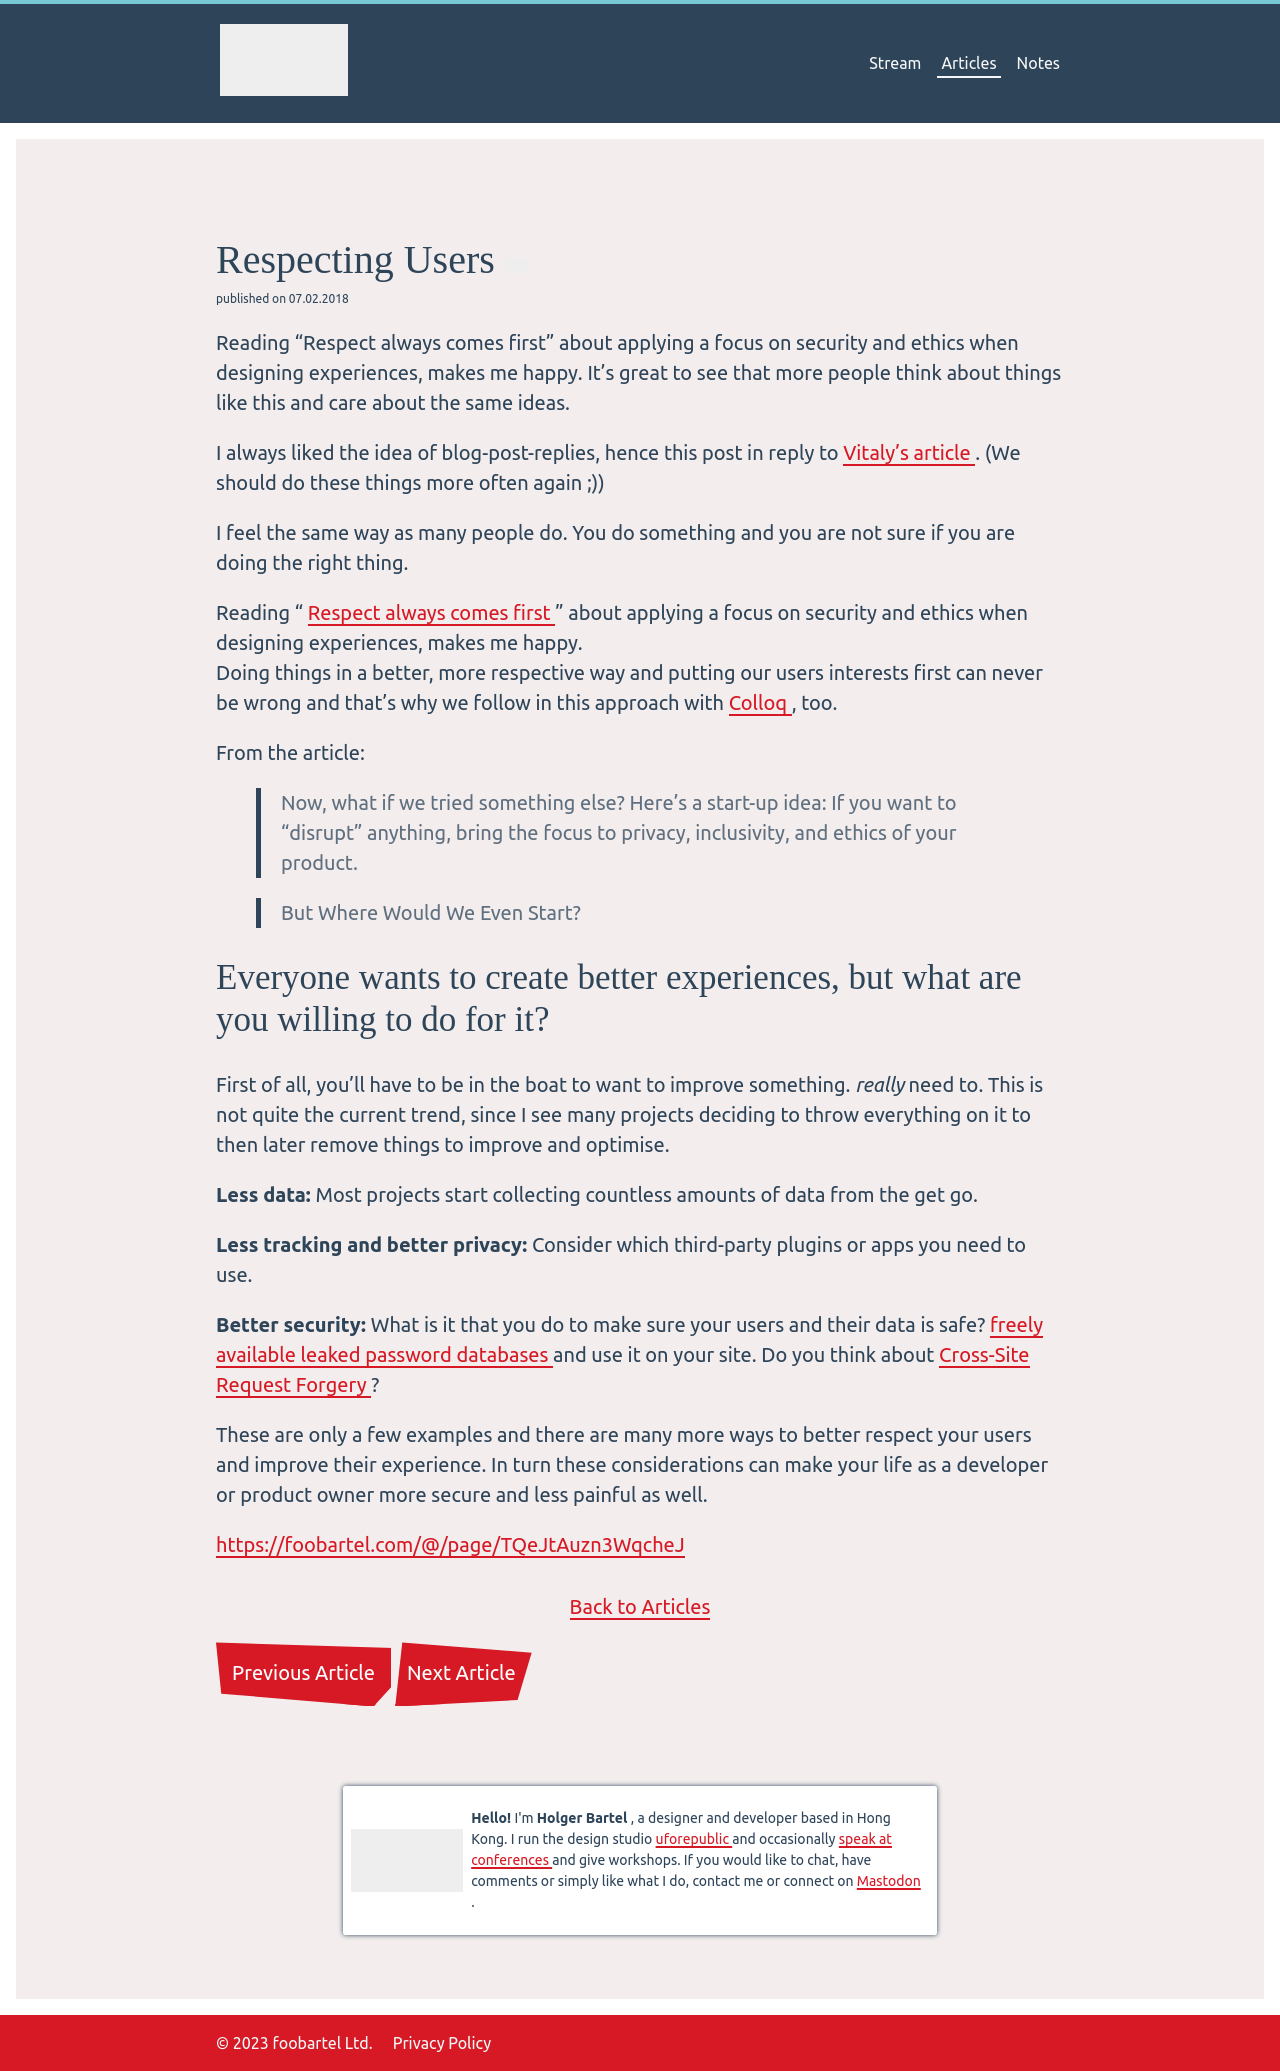 Stream Articles Notes
Respecting Users
published on 07.02.2018
Reading “Respect always comes first” about applying a focus on security and ethics when
designing experiences, makes me happy. It’s great to see that more people think about things
like this and care about the same ideas.
I always liked the idea of blog-post-replies, hence this post in reply to Vitaly’s article . (We
should do these things more often again ;))
I feel the same way as many people do. You do something and you are not sure if you are
doing the right thing.
Reading “ Respect always comes first ” about applying a focus on security and ethics when
designing experiences, makes me happy.
Doing things in a better, more respective way and putting our users interests first can never
be wrong and that’s why we follow in this approach with Colloq , too.
From the article:
Now, what if we tried something else? Here’s a start-up idea: If you want to
“disrupt” anything, bring the focus to privacy, inclusivity, and ethics of your
product.
But Where Would We Even Start?
Everyone wants to create better experiences, but what are
you willing to do for it?
First of all, you’ll have to be in the boat to want to improve something. really need to. This is
not quite the current trend, since I see many projects deciding to throw everything on it to
then later remove things to improve and optimise.
Less data: Most projects start collecting countless amounts of data from the get go.
Less tracking and better privacy: Consider which third-party plugins or apps you need to
use.
Better security: What is it that you do to make sure your users and their data is safe? freely
available leaked password databases and use it on your site. Do you think about Cross-Site
Request Forgery ?
These are only a few examples and there are many more ways to better respect your users
and improve their experience. In turn these considerations can make your life as a developer
or product owner more secure and less painful as well.
https://foobartel.com/@/page/TQeJtAuzn3WqcheJ
Back to Articles
Previous Article Next Article
Hello! I'm Holger Bartel , a designer and developer based in Hong
Kong. I run the design studio uforepublic and occasionally speak at
conferences and give workshops. If you would like to chat, have
comments or simply like what I do, contact me or connect on Mastodon
.
© 2023 foobartel Ltd. Privacy Policy